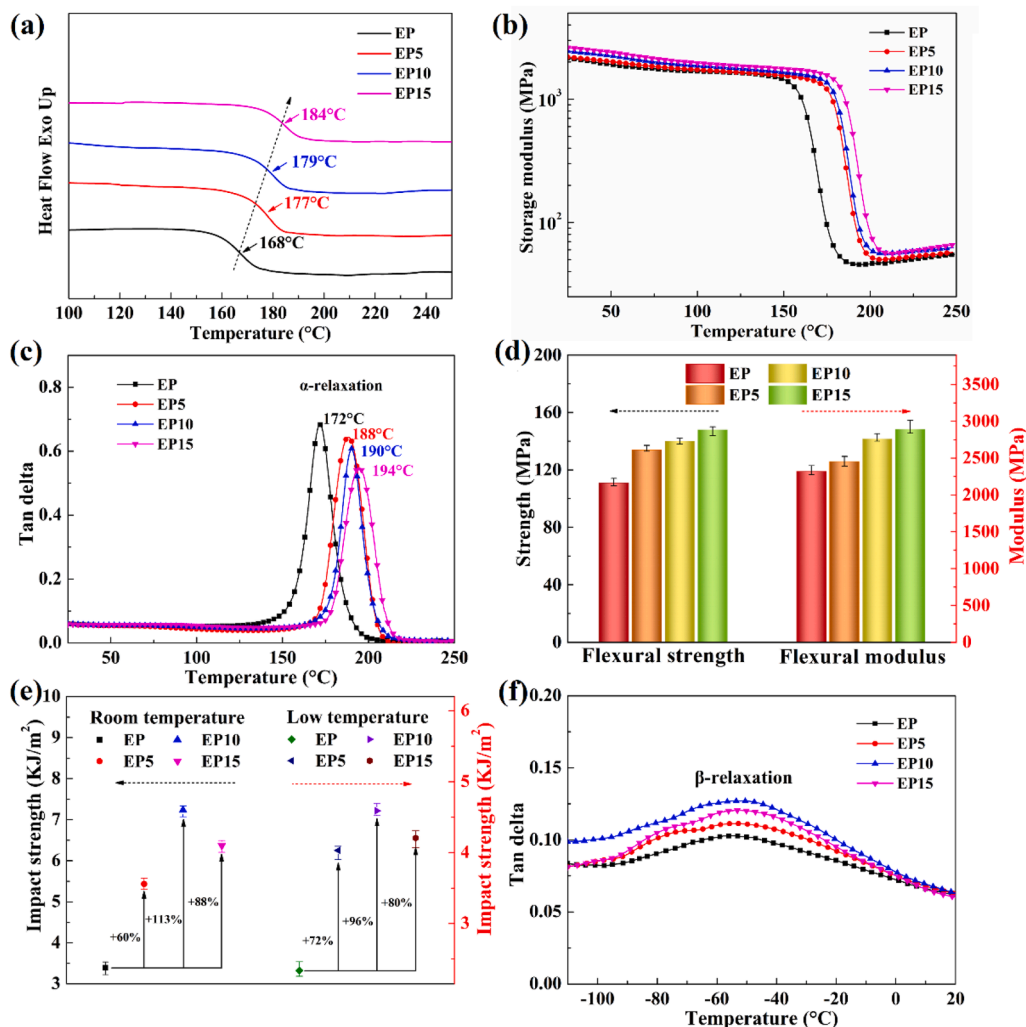 (a)
EP
EP5
EP10
EP15
184°C
179°C
177°C
168°C
Heat Flow Exo Up
100 120 140 160 180 200 220 240
Temperature (°C)
(b)
EP
EP5
EP10
EP15
Storage modulus (MPa)
10³
10²
50 100 150 200 250
Temperature (°C)
(c)
EP
EP5
EP10
EP15
α-relaxation
172°C
188°C
190°C
194°C
Tan delta
0.8
0.6
0.4
0.2
0.0
50 100 150 200 250
Temperature (°C)
(d)
EP EP10
EP5 EP15
Strength (MPa)
200
160
120
80
40
0
Modulus (MPa)
3500
3000
2500
2000
1500
1000
500
0
Flexural strength Flexural modulus
(e)
Room temperature
EP EP10
EP5 EP15
Low temperature
EP EP10
EP5 EP15
Impact strength (KJ/m²)
10
9
8
7
6
5
4
3
+60%
+113%
+88%
+72%
+96%
+80%
Impact strength (KJ/m²)
6
5
4
3
2
(f)
EP
EP5
EP10
EP15
β-relaxation
Tan delta
0.20
0.15
0.10
0.05
0.00
-100 -80 -60 -40 -20 0 20
Temperature (°C)